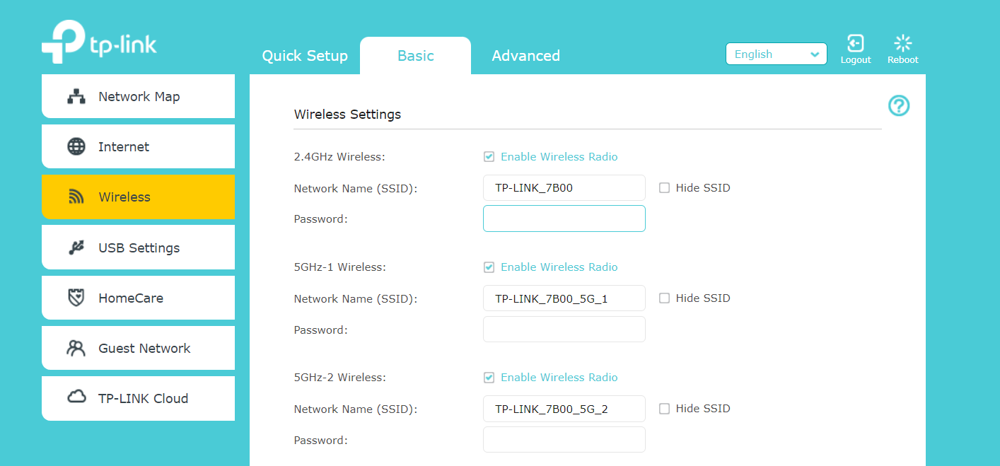 tp-link
Quick Setup Basic Advanced English Logout Reboot
Network Map
Internet
Wireless
USB Settings
HomeCare
Guest Network
TP-LINK Cloud
Wireless Settings ?
2.4GHz Wireless: Enable Wireless Radio
Network Name (SSID): TP-LINK_7B00 Hide SSID
Password:
5GHz-1 Wireless: Enable Wireless Radio
Network Name (SSID): TP-LINK_7B00_5G_1 Hide SSID
Password:
5GHz-2 Wireless: Enable Wireless Radio
Network Name (SSID): TP-LINK_7B00_5G_2 Hide SSID
Password: